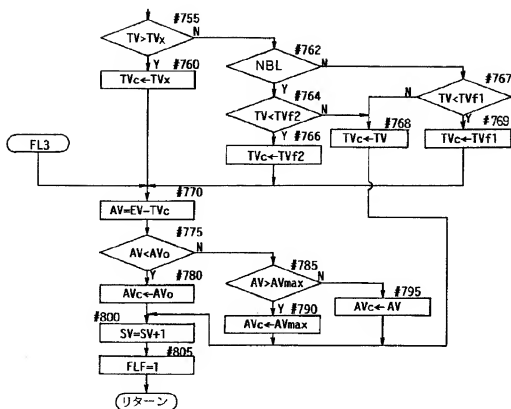 #755
TV>TVx
N
Y
#760
TVc←TVx
#762
NBL
N
Y
#764
TV<TVf2
N
Y
#766
TVc←TVf2
#767
TV<TVf1
N
Y
#768
TVc←TV
#769
TVc←TVf1
FL3
#770
AV=EV−TVc
#775
AV<AVo
N
Y
#780
AVc←AVo
#785
AV>AVmax
N
Y
#790
AVc←AVmax
#795
AVc←AV
#800
SV=SV+1
#805
FLF=1
リターン